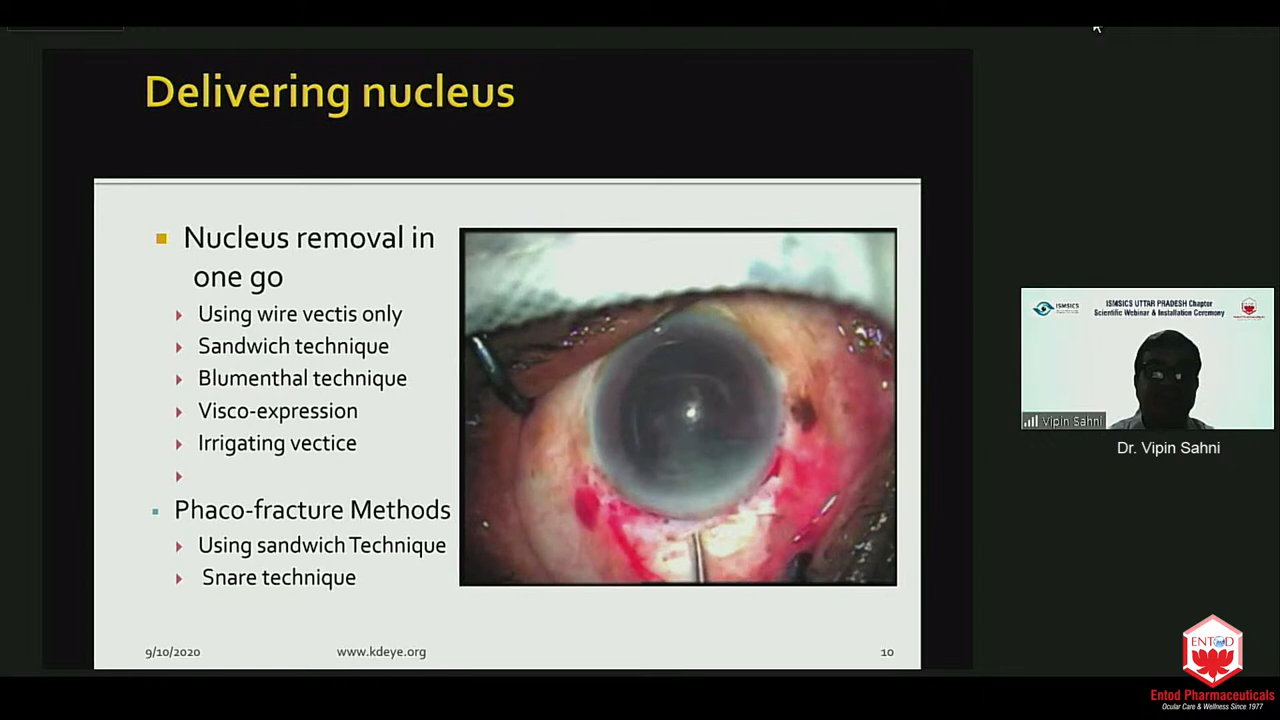 Delivering nucleus
Nucleus removal in
one go
Using wire vectis only
Sandwich technique
Blumenthal technique
Visco-expression
Irrigating vectice
Phaco-fracture Methods
Using sandwich Technique
Snare technique
9/10/2020
www.kdeye.org
10
ISMSICS
ISMSICS UTTAR PRADESH Chaptor
Scientific Webinar & Installation Ceremony
Vipin Sahni
Dr. Vipin Sahni
ENTOD
Entod Pharmaceuticals
Ocular Care & Wellness Since 1977